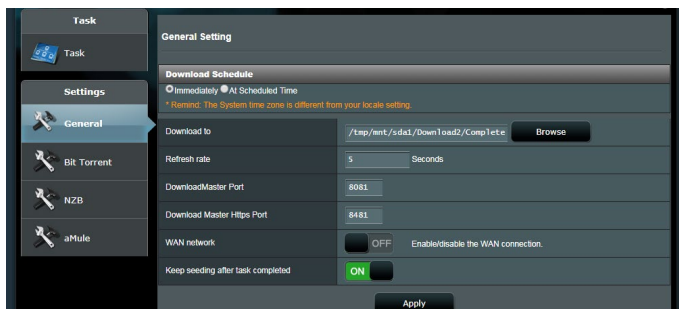 Task
Task
Settings
General
Bit Torrent
NZB
aMule
General Setting
Download Schedule
Immediately At Scheduled Time
* Remind: The System time zone is different from your locale setting.
Download to /tmp/mnt/sda1/Download2/Complete Browse
Refresh rate 5 Seconds
DownloadMaster Port 8081
Download Master Https Port 8481
WAN network OFF Enable/disable the WAN connection.
Keep seeding after task completed ON
Apply